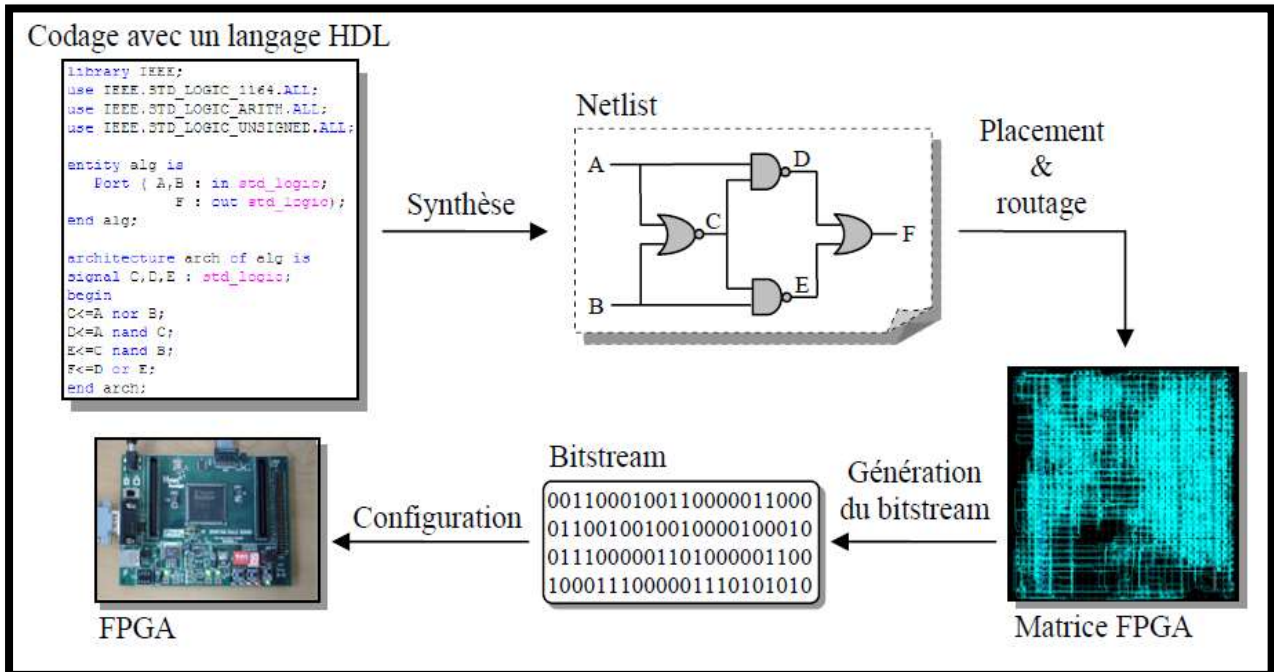 Codage avec un langage HDL
library IEEE;
use IEEE.STD_LOGIC_1164.ALL;
use IEEE.STD_LOGIC_ARITH.ALL;
use IEEE.STD_LOGIC_UNSIGNED.ALL;
entity alg is
Port ( A,B : in std_logic;
F : out std_logic);
end alg;
architecture arch of alg is
signal C,D,E : std_logic;
begin
C<=A nor B;
D<=A nand C;
E<=C nand B;
F<=D or E;
end arch;
Synthèse
Netlist
A
B
C
D
E
F
Placement
&
routage
Matrice FPGA
Génération
du bitstream
Bitstream
0011000100110000011000
0110010010010000100010
01110000011010000001100
1000111000001110101010
Configuration
FPGA